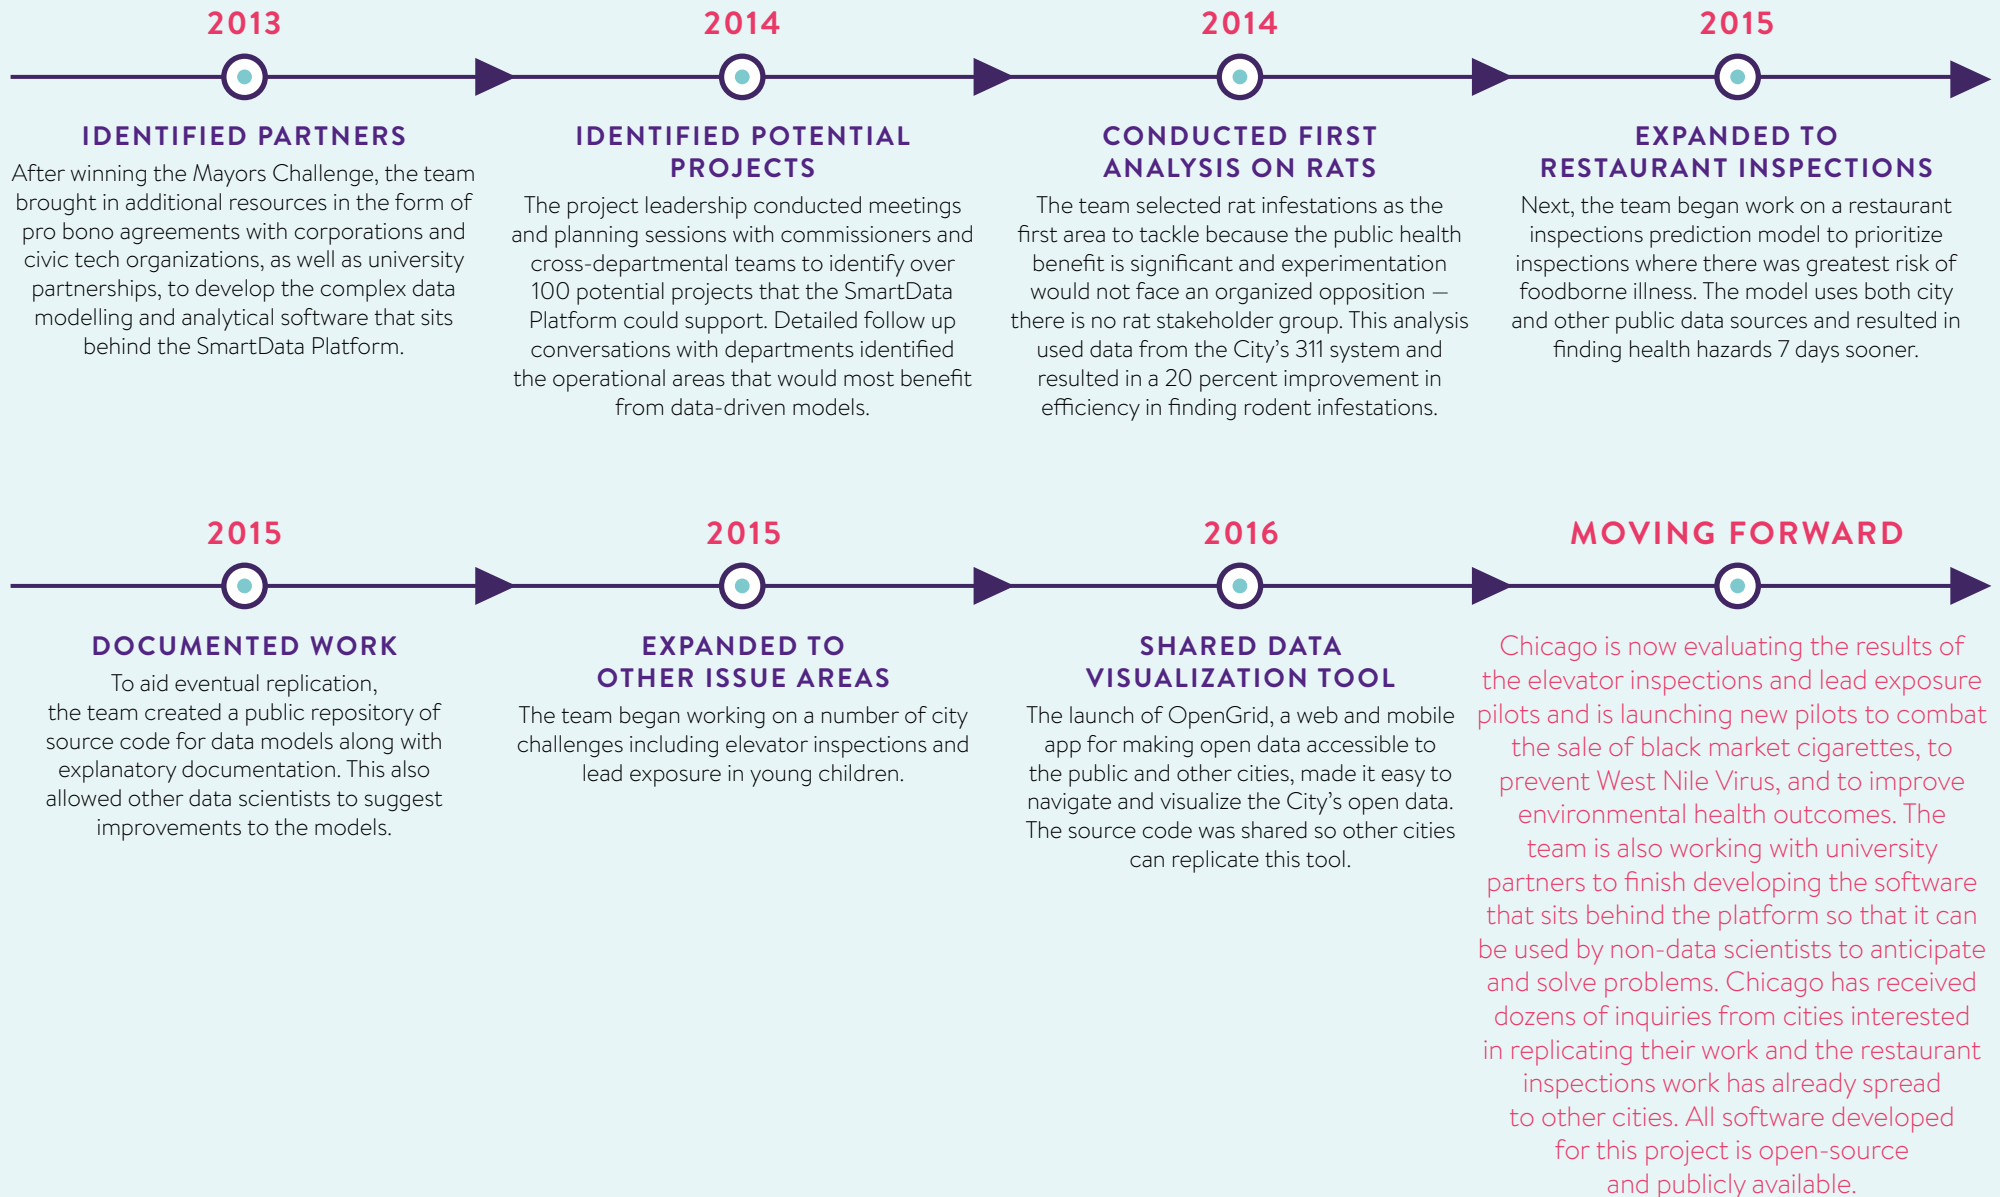 2013
IDENTIFIED PARTNERS
After winning the Mayors Challenge, the team
brought in additional resources in the form of
pro bono agreements with corporations and
civic tech organizations, as well as university
partnerships, to develop the complex data
modelling and analytical software that sits
behind the SmartData Platform.
2014
IDENTIFIED POTENTIAL
PROJECTS
The project leadership conducted meetings
and planning sessions with commissioners and
cross-departmental teams to identify over
100 potential projects that the SmartData
Platform could support. Detailed follow up
conversations with departments identified
the operational areas that would most benefit
from data-driven models.
2014
CONDUCTED FIRST
ANALYSIS ON RATS
The team selected rat infestations as the
first area to tackle because the public health
benefit is significant and experimentation
would not face an organized opposition —
there is no rat stakeholder group. This analysis
used data from the City’s 311 system and
resulted in a 20 percent improvement in
efficiency in finding rodent infestations.
2015
EXPANDED TO
RESTAURANT INSPECTIONS
Next, the team began work on a restaurant
inspections prediction model to prioritize
inspections where there was greatest risk of
foodborne illness. The model uses both city
and other public data sources and resulted in
finding health hazards 7 days sooner.
2015
DOCUMENTED WORK
To aid eventual replication,
the team created a public repository of
source code for data models along with
explanatory documentation. This also
allowed other data scientists to suggest
improvements to the models.
2015
EXPANDED TO
OTHER ISSUE AREAS
The team began working on a number of city
challenges including elevator inspections and
lead exposure in young children.
2016
SHARED DATA
VISUALIZATION TOOL
The launch of OpenGrid, a web and mobile
app for making open data accessible to
the public and other cities, made it easy to
navigate and visualize the City’s open data.
The source code was shared so other cities
can replicate this tool.
MOVING FORWARD
Chicago is now evaluating the results of
the elevator inspections and lead exposure
pilots and is launching new pilots to combat
the sale of black market cigarettes, to
prevent West Nile Virus, and to improve
environmental health outcomes. The
team is also working with university
partners to finish developing the software
that sits behind the platform so that it can
be used by non-data scientists to anticipate
and solve problems. Chicago has received
dozens of inquiries from cities interested
in replicating their work and the restaurant
inspections work has already spread
to other cities. All software developed
for this project is open-source
and publicly available.